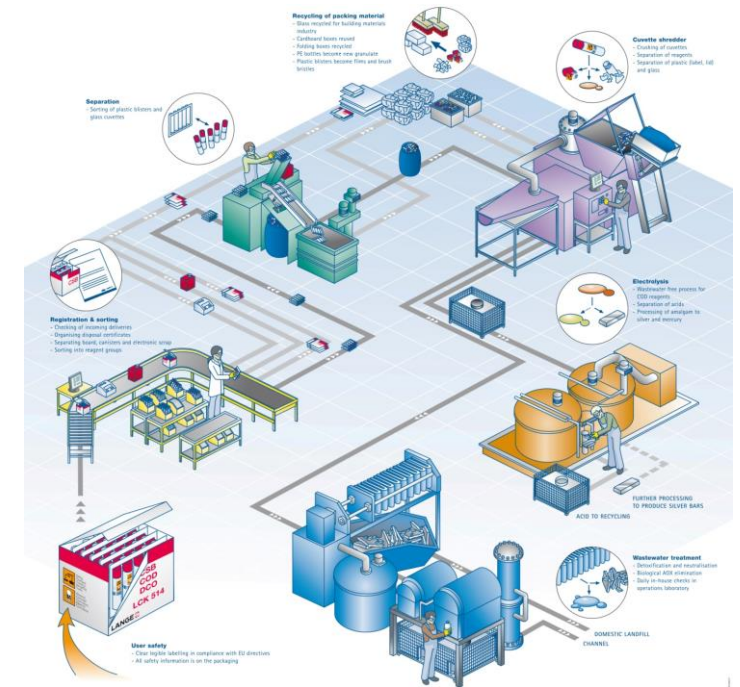 Recycling of packing material
- Glass recycled for building materials
industry
- Cardboard boxes reused
- Folding boxes recycled
- PE bottles become new granulate
- Plastic blisters become films and brush
bristles
Cuvette shredder
- Crushing of cuvettes
- Separation of reagents
- Separation of plastic (label, lid)
and glass
Separation
- Sorting of plastic blisters and
glass cuvettes
CSB
Registration & sorting
- Checking of incoming deliveries
- Organising disposal certificates
- Separating board, canisters and electronic scrap
- Sorting into reagent groups
Electrolysis
- Wastewater free process for
COD reagents
- Separation of acids
- Processing of amalgam to
silver and mercury
FURTHER PROCESSING
TO PRODUCE SILVER BARS
ACID TO RECYCLING
CSB
COD
DCO
LCK 514
LANGE
Wastewater treatment
- Detoxification and neutralisation
- Biological AOX elimination
- Daily in-house checks in
operations laboratory
DOMESTIC LANDFILL
CHANNEL
User safety
- Clear legible labelling in compliance with EU directives
- All safety information is on the packaging